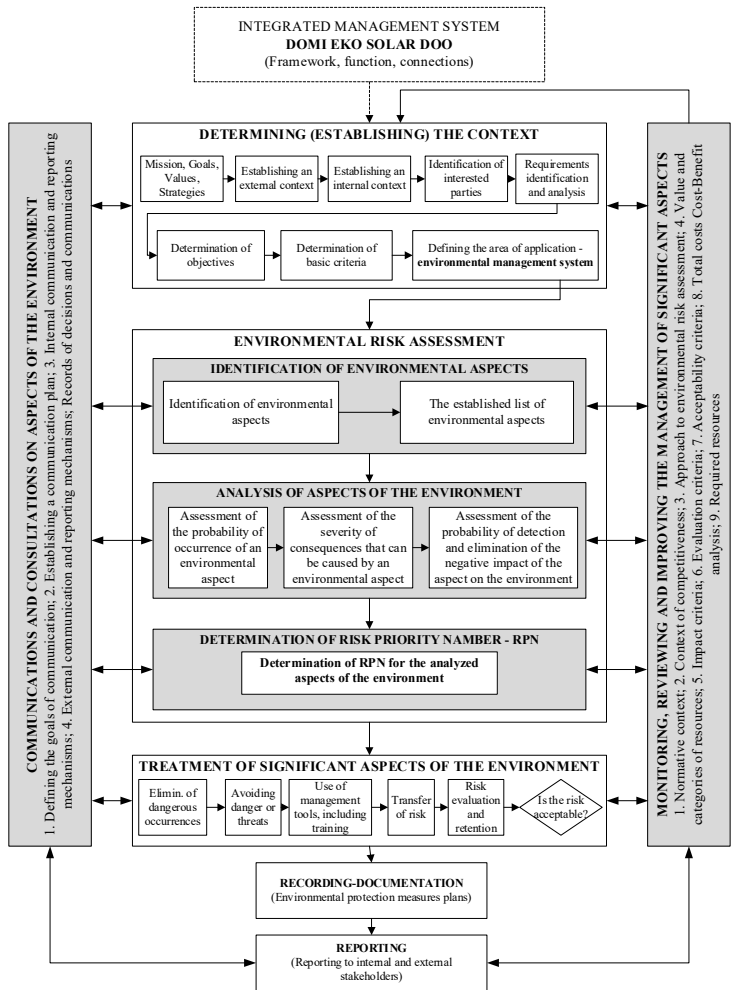 INTEGRATED MANAGEMENT SYSTEM
DOMI EKO SOLAR DOO
(Framework, function, connections)
COMMUNICATIONS AND CONSULTATIONS ON ASPECTS OF THE ENVIRONMENT
1. Defining the goals of communication; 2. Establishing a communication plan; 3. Internal communication and reporting
mechanisms; 4. External communication and reporting mechanisms; Records of decisions and communications
DETERMINING (ESTABLISHING) THE CONTEXT
Mission, Goals,
Values,
Strategies
Establishing an
external context
Establishing an
internal context
Identification of
interested
parties
Requirements
identification
and analysis
Determination of
objectives
Determination of
basic criteria
Defining the area of application -
environmental management system
ENVIRONMENTAL RISK ASSESSMENT
IDENTIFICATION OF ENVIRONMENTAL ASPECTS
Identification of environmental
aspects
The established list of
environmental aspects
ANALYSIS OF ASPECTS OF THE ENVIRONMENT
Assessment of
the probability of
occurrence of an
environmental
aspect
Assessment of the
severity of
consequences that can
be caused by an
environmental aspect
Assessment of the
probability of detection
and elimination of the
negative impact of the
aspect on the environment
DETERMINATION OF RISK PRIORITY NAMBER - RPN
Determination of RPN for the analyzed
aspects of the environment
TREATMENT OF SIGNIFICANT ASPECTS OF THE ENVIRONMENT
Elimin. of
dangerous
occurrences
Avoiding
danger or
threats
Use of
management
tools, including
training
Transfer
of risk
Risk
evaluation
and
retention
Is the risk
acceptable?
RECORDING-DOCUMENTATION
(Environmental protection measures plans)
REPORTING
(Reporting to internal and external
stakeholders)
MONITORING, REVIEWING AND IMPROVING THE MANAGEMENT OF SIGNIFICANT ASPECTS
1. Normative context; 2. Context of competitiveness; 3. Approach to environmental risk assessment; 4. Value and
categories of resources; 5. Impact criteria; 6. Evaluation criteria; 7. Acceptability criteria; 8. Total costs Cost-Benefit
analysis; 9. Required resources